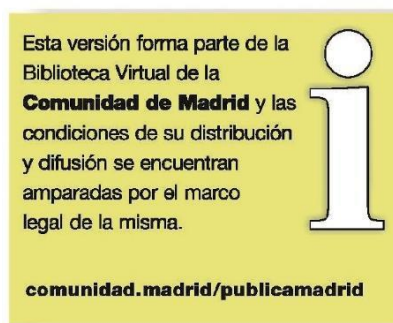 Esta versión forma parte de la
Biblioteca Virtual de la
Comunidad de Madrid y las
condiciones de su distribución
y difusión se encuentran
amparadas por el marco
legal de la misma.
comunidad.madrid/publicamadrid